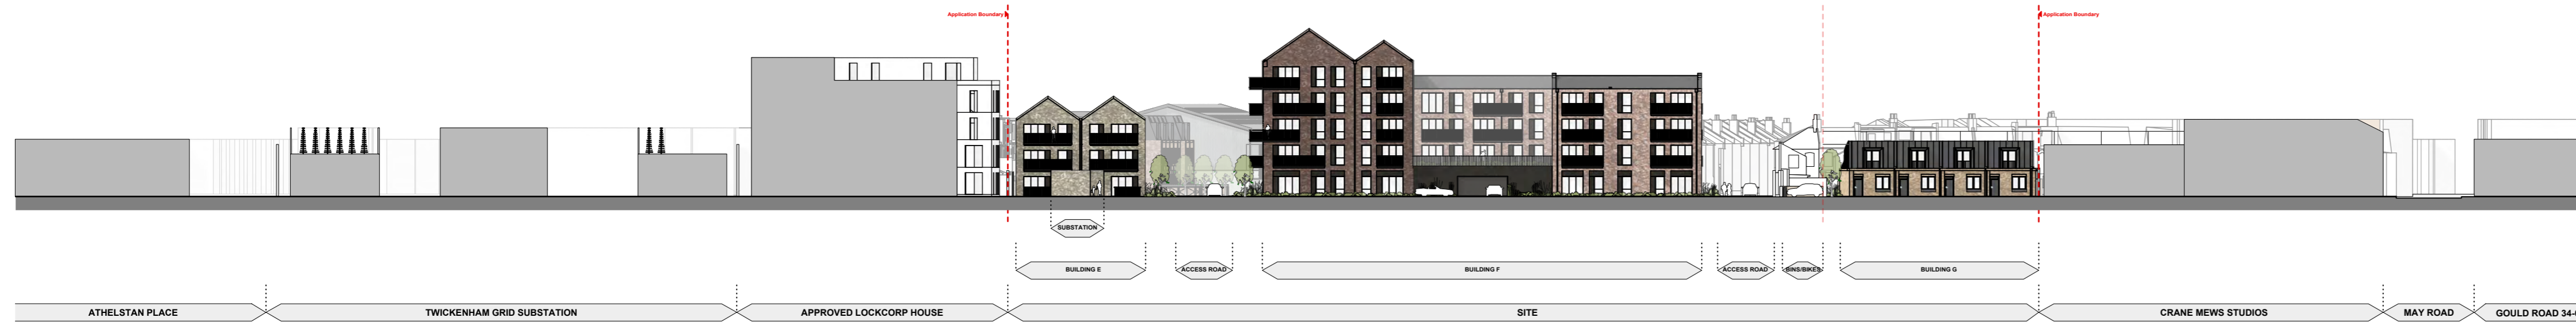 Application Boundary
Application Boundary
SUBSTATION
BUILDING E
ACCESS ROAD
BUILDING F
ACCESS ROAD
BINS/BIKES
BUILDING G
ATHELSTAN PLACE
TWICKENHAM GRID SUBSTATION
APPROVED LOCKCORP HOUSE
SITE
CRANE MEWS STUDIOS
MAY ROAD
GOULD ROAD 34-